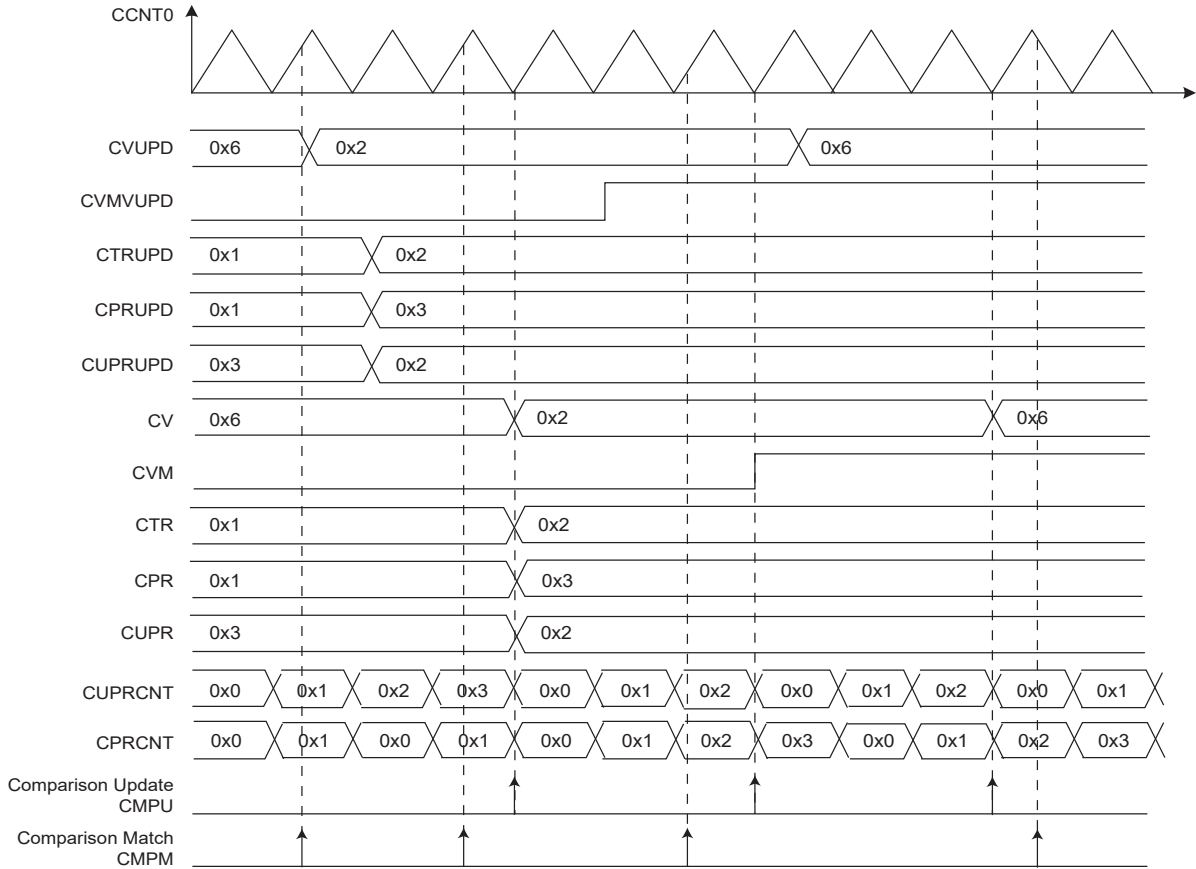 CCNT0
CVUPD 0x6 0x2 0x6
CVMVUPD
CTRUPD 0x1 0x2
CPRUPD 0x1 0x3
CUPRUPD 0x3 0x2
CV 0x6 0x2 0x6
CVM
CTR 0x1 0x2
CPR 0x1 0x3
CUPR 0x3 0x2
CUPRCNT 0x0 0x1 0x2 0x3 0x0 0x1 0x2 0x0 0x1 0x2 0x0 0x1
CPRCNT 0x0 0x1 0x0 0x1 0x0 0x1 0x2 0x3 0x0 0x1 0x2 0x3
Comparison Update
CMPU
Comparison Match
CMPM